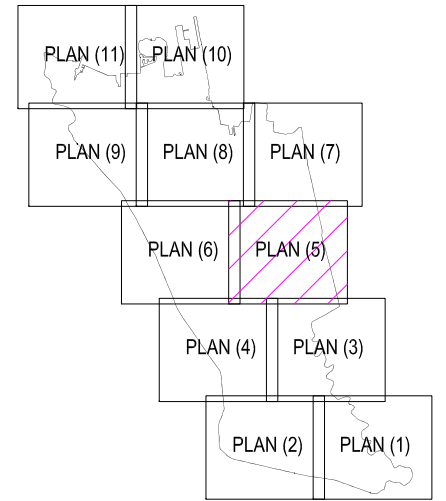 PLAN (11)
PLAN (10)
PLAN (9)
PLAN (8)
PLAN (7)
PLAN (6)
PLAN (5)
PLAN (4)
PLAN (3)
PLAN (2)
PLAN (1)